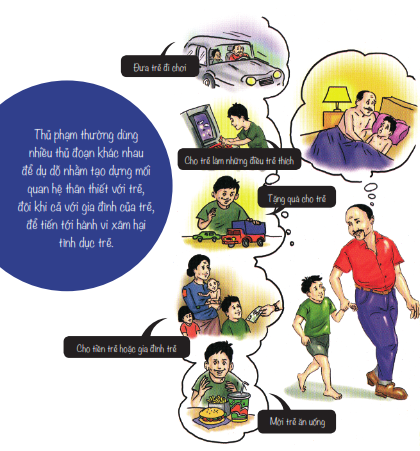 Đưa trẻ đi chơi
Thủ phạm thường dùng
nhiều thủ đoạn khác nhau
để dụ dỗ nhằm tạo dựng mối
quan hệ thân thiết với trẻ,
đôi khi cả với gia đình của trẻ,
để tiến tới hành vi xâm hại
tình dục trẻ.
Cho trẻ làm những điều trẻ thích
Tặng quà cho trẻ
Cho tiền trẻ hoặc gia đình trẻ
Mời trẻ ăn uống